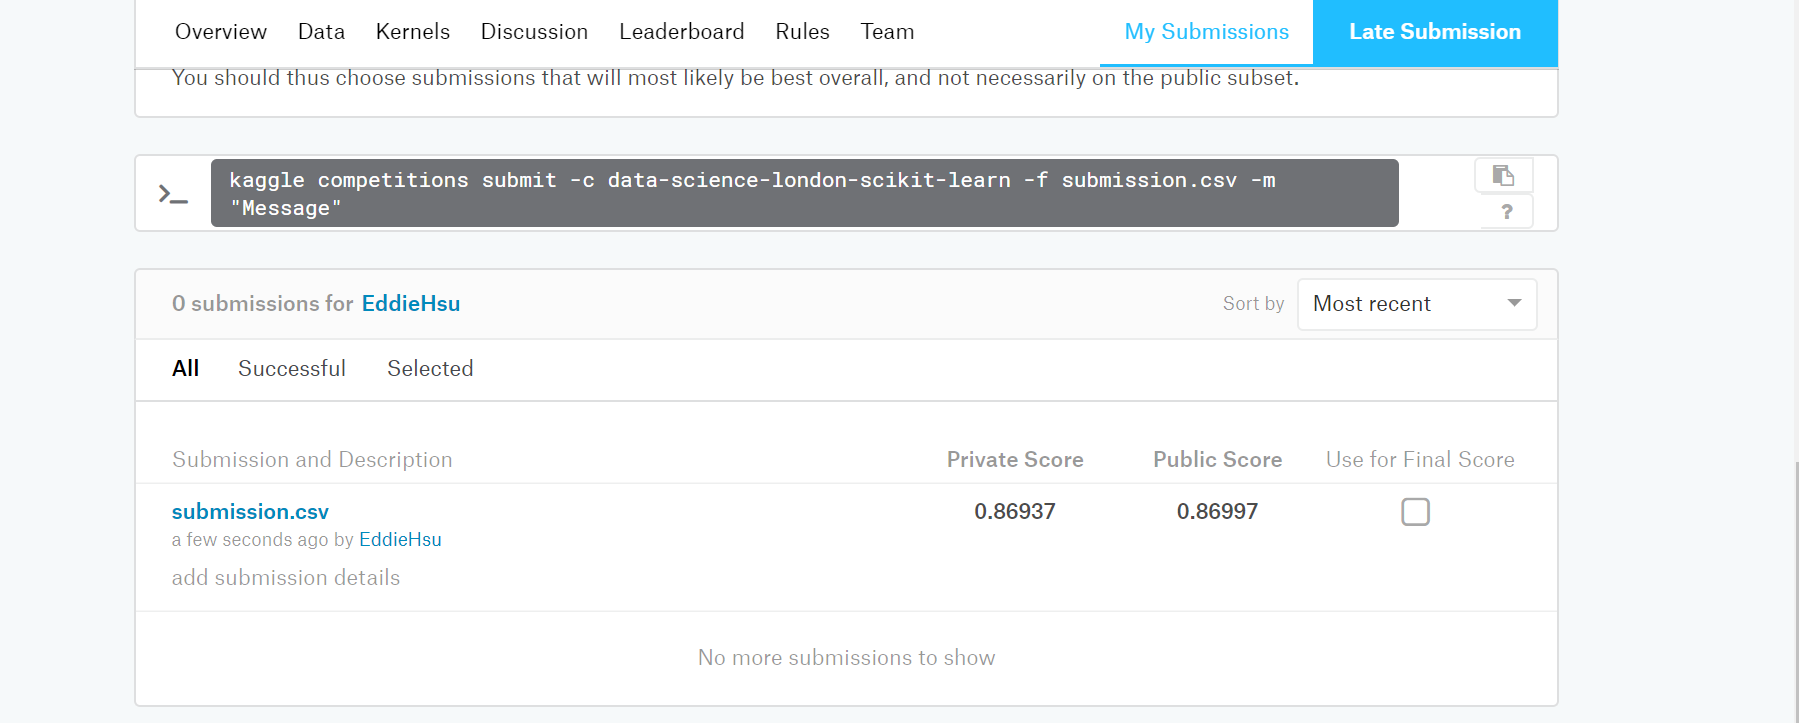 Overview Data Kernels Discussion Leaderboard Rules Team My Submissions Late Submission
You should thus choose submissions that will most likely be best overall, and not necessarily on the public subset.
>_ kaggle competitions submit -c data-science-london-scikit-learn -f submission.csv -m
"Message"
?
0 submissions for EddieHsu Sort by Most recent
All Successful Selected
Submission and Description Private Score Public Score Use for Final Score
submission.csv 0.86937 0.86997
a few seconds ago by EddieHsu
add submission details
No more submissions to show